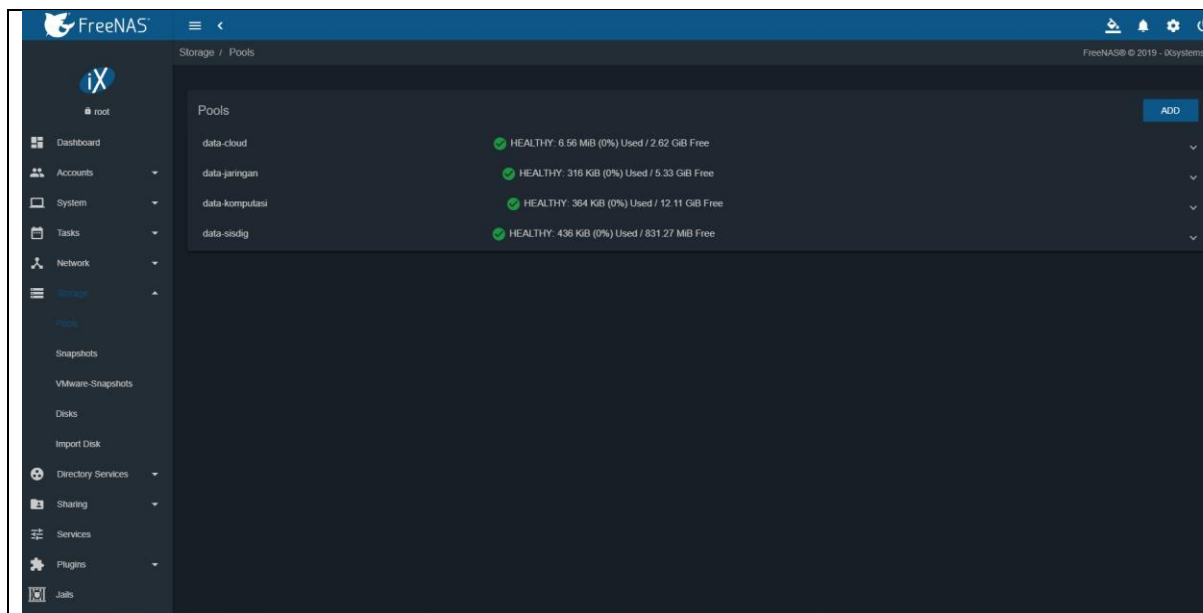 FreeNAS®
Storage / Pools
FreeNAS® © 2019 - iXsystems
iX
root
Pools
ADD
Dashboard
data-cloud HEALTHY: 6.56 MiB (0%) Used / 2.62 GiB Free
Accounts
data-jaringan HEALTHY: 316 KiB (0%) Used / 5.33 GiB Free
System
data-komputasi HEALTHY: 364 KiB (0%) Used / 12.11 GiB Free
Tasks
data-sisdig HEALTHY: 436 KiB (0%) Used / 831.27 MiB Free
Network
Storage
Pools
Snapshots
VMware-Snapshots
Disks
Import Disk
Directory Services
Sharing
Services
Plugins
Jails